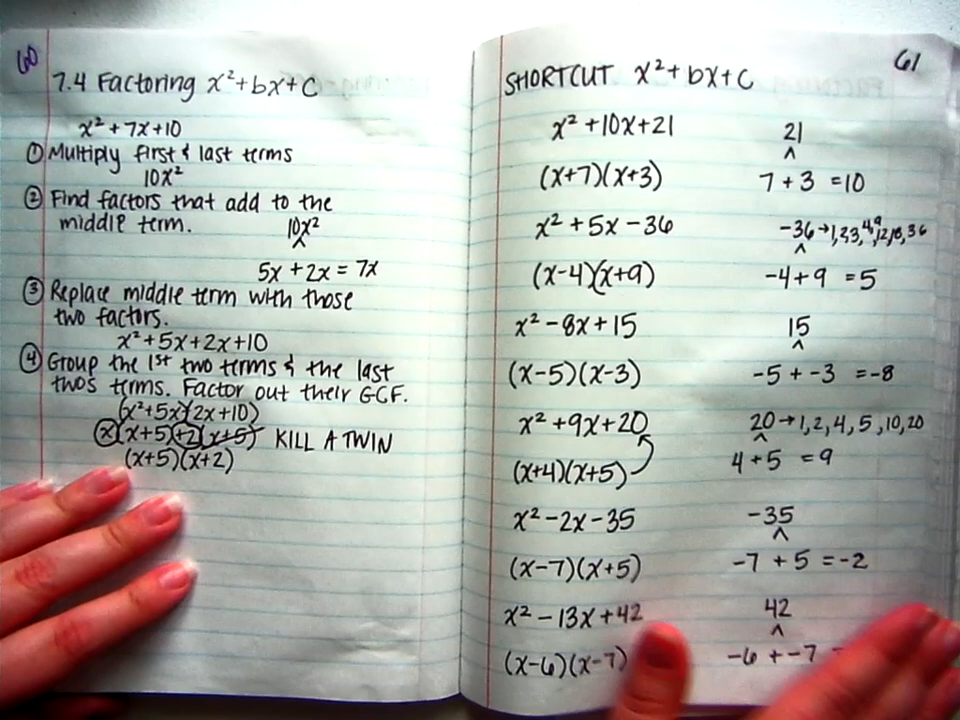 60
7.4 Factoring x²+bx+c
x²+7x+10
① Multiply first & last terms
10x²
② Find factors that add to the
middle term.
10x²
^
5x+2x=7x
③ Replace middle term with those
two factors.
x²+5x+2x+10
④ Group the 1st two terms & the last
twos terms. Factor out their GCF.
(x²+5x)(2x+10)
x(x+5)+2(x+5) KILL A TWIN
(x+5)(x+2)
61
SHORTCUT x²+bx+c
x²+10x+21 21
^
(x+7)(x+3) 7+3=10
x²+5x-36 -36→1,2,3,4,9,12,18,36
^
(x-4)(x+9) -4+9=5
x²-8x+15 15
^
(x-5)(x-3) -5+-3=-8
x²+9x+20 20→1,2,4,5,10,20
^
(x+4)(x+5) 4+5=9
x²-2x-35 -35
^
(x-7)(x+5) -7+5=-2
x²-13x+42 42
^
(x-6)(x-7) -6+-7